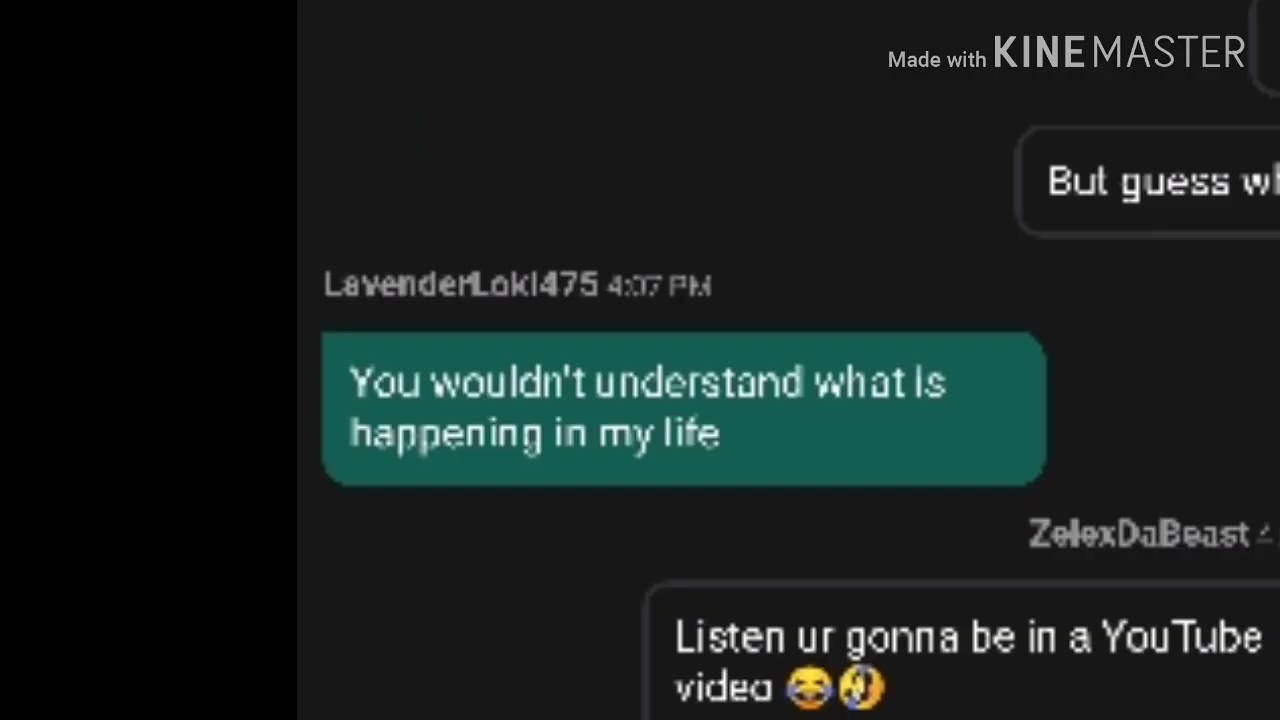 Made with KINEMASTER
But guess
LavenderLoki475 4:07 PM
You wouldn't understand what is
happening in my life
ZelexDaBeast
Listen ur gonna be in a YouTube
video 😂🤣